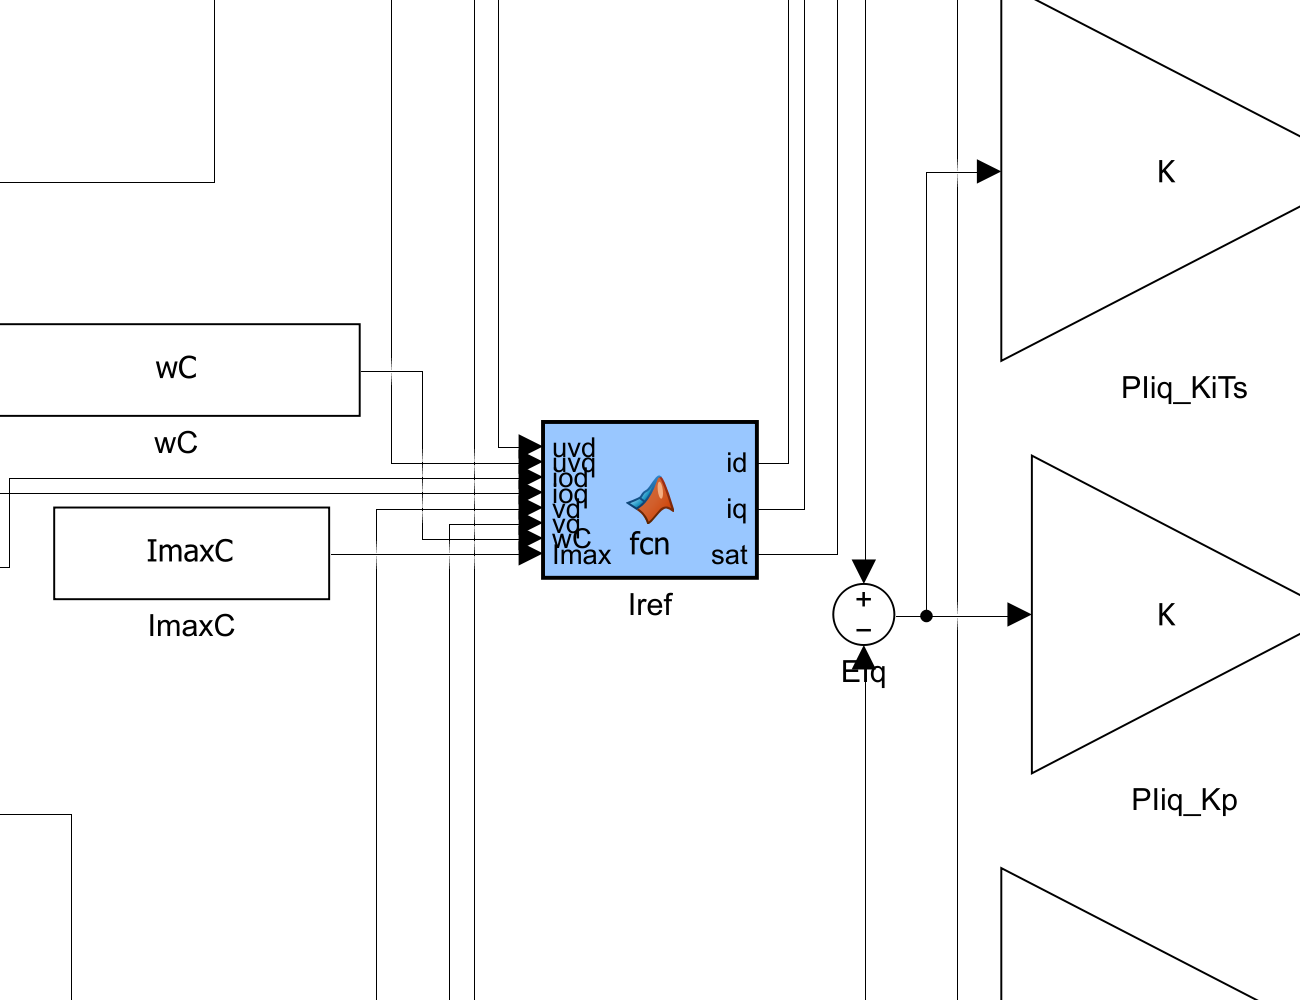 K
PIiq_KiTs
wC
wC
uvd
uvq
iod
ioq
vd
vq
wC
Imax
fcn
id
iq
sat
Iref
ImaxC
ImaxC
+
−
EIq
K
PIiq_Kp